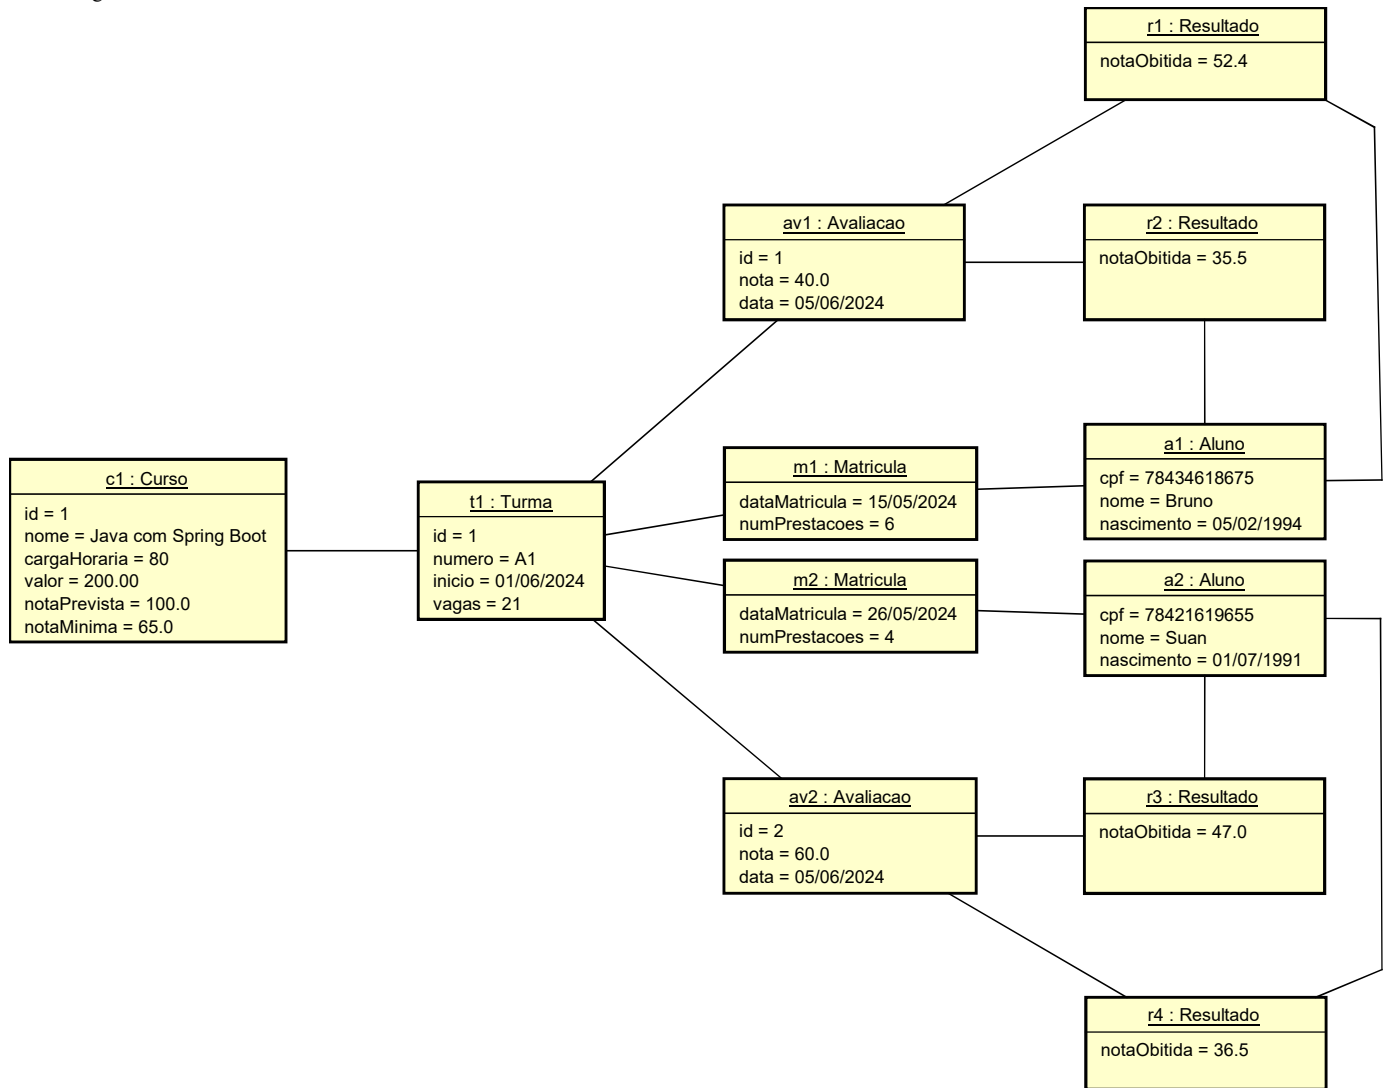 r1 : Resultado
notaObitida = 52.4
av1 : Avaliacao
id = 1
nota = 40.0
data = 05/06/2024
r2 : Resultado
notaObitida = 35.5
c1 : Curso
id = 1
nome = Java com Spring Boot
cargaHoraria = 80
valor = 200.00
notaPrevista = 100.0
notaMinima = 65.0
t1 : Turma
id = 1
numero = A1
inicio = 01/06/2024
vagas = 21
m1 : Matricula
dataMatricula = 15/05/2024
numPrestacoes = 6
a1 : Aluno
cpf = 78434618675
nome = Bruno
nascimento = 05/02/1994
m2 : Matricula
dataMatricula = 26/05/2024
numPrestacoes = 4
a2 : Aluno
cpf = 78421619655
nome = Suan
nascimento = 01/07/1991
av2 : Avaliacao
id = 2
nota = 60.0
data = 05/06/2024
r3 : Resultado
notaObitida = 47.0
r4 : Resultado
notaObitida = 36.5